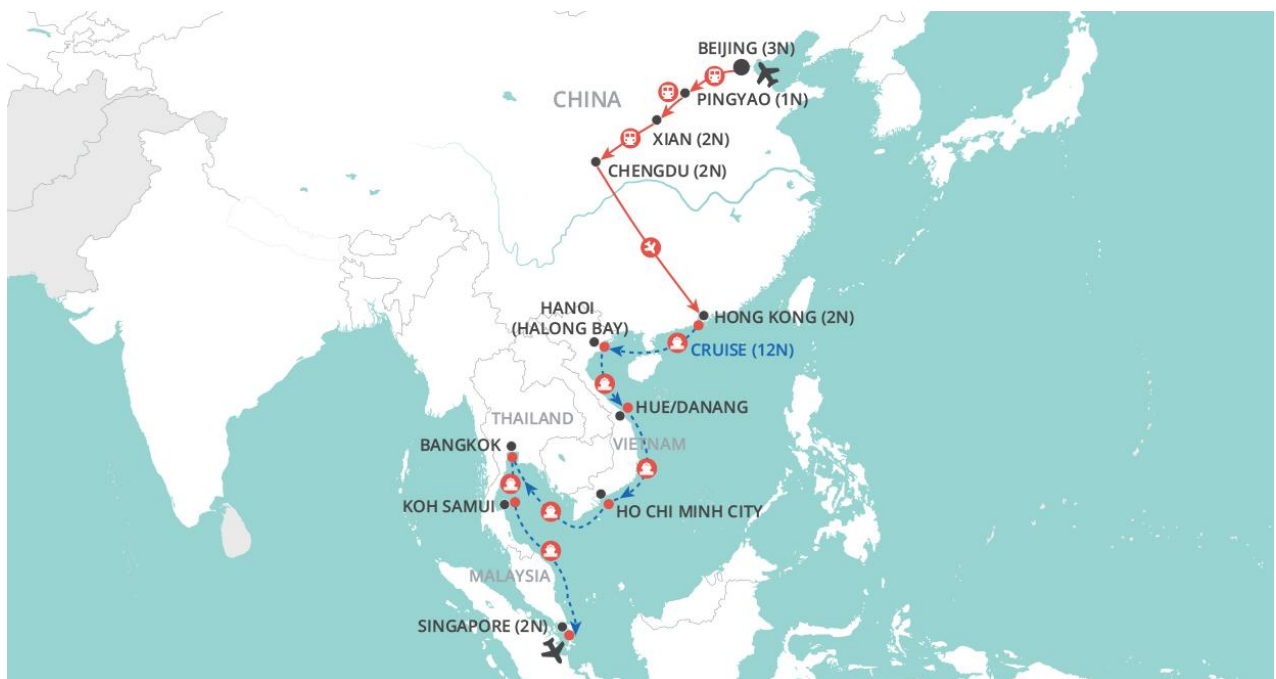 BEIJING (3N)
CHINA
PINGYAO (1N)
XIAN (2N)
CHENGDU (2N)
HANOI
(HALONG BAY)
HONG KONG (2N)
CRUISE (12N)
HUE/DANANG
THAILAND
VIETNAM
BANGKOK
KOH SAMUI
HO CHI MINH CITY
MALAYSIA
SINGAPORE (2N)